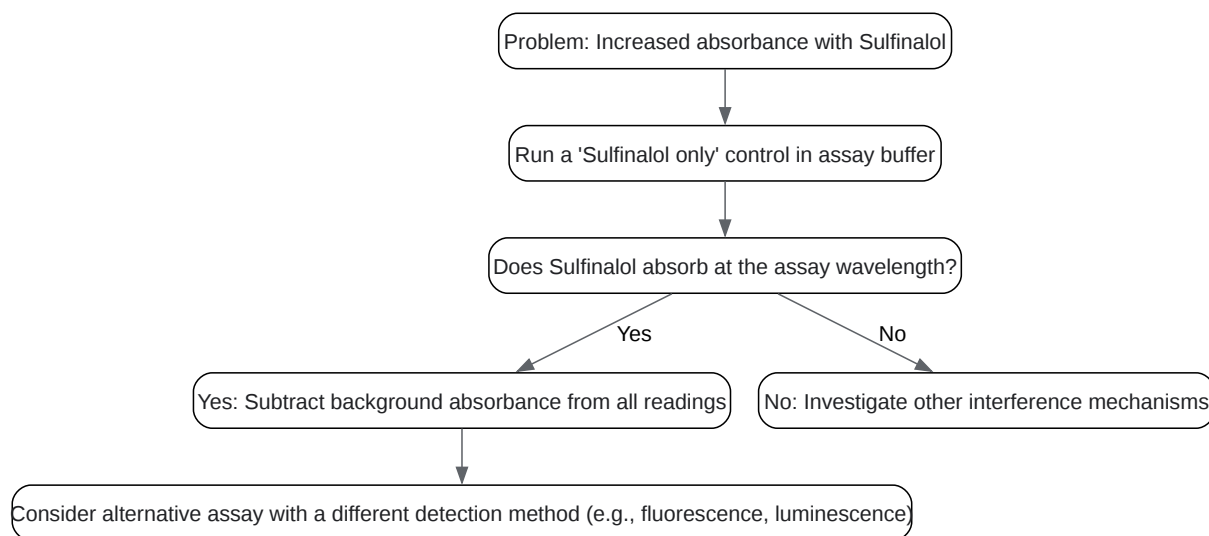 Problem: Increased absorbance with Sulfinalol
Run a 'Sulfinalol only' control in assay buffer
Does Sulfinalol absorb at the assay wavelength?
Yes
No
Yes: Subtract background absorbance from all readings
No: Investigate other interference mechanisms
Consider alternative assay with a different detection method (e.g., fluorescence, luminescence)